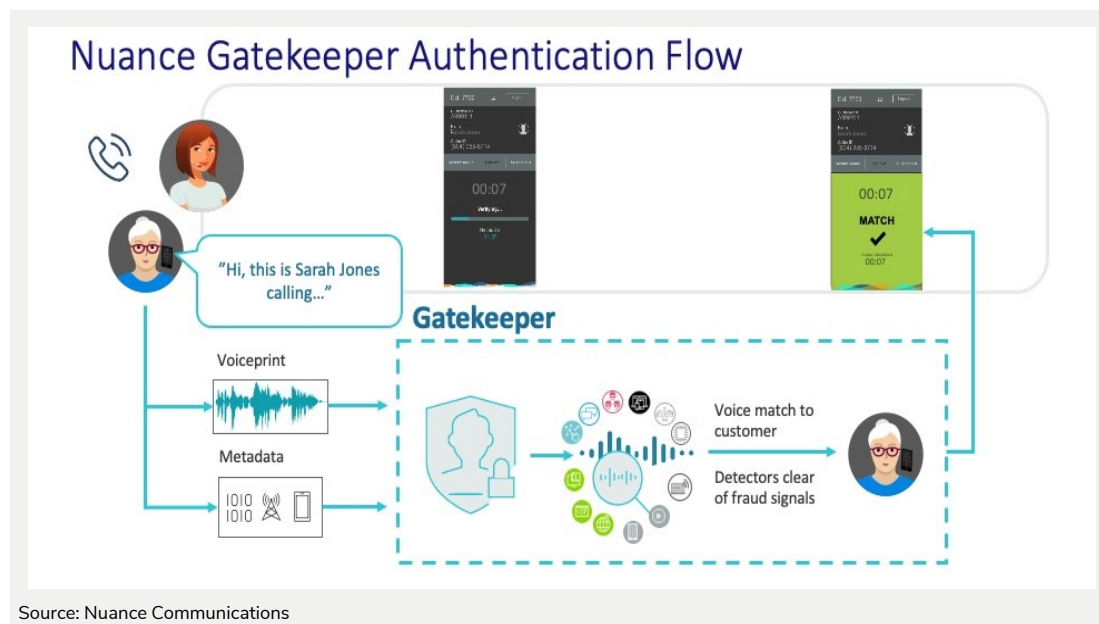 Nuance Gatekeeper Authentication Flow
"Hi, this is Sarah Jones
calling..."
00:07
Verifying...
00:07
MATCH
00:07
Gatekeeper
Voiceprint
Metadata
1010
1010
Voice match to
customer
Detectors clear
of fraud signals
Source: Nuance Communications